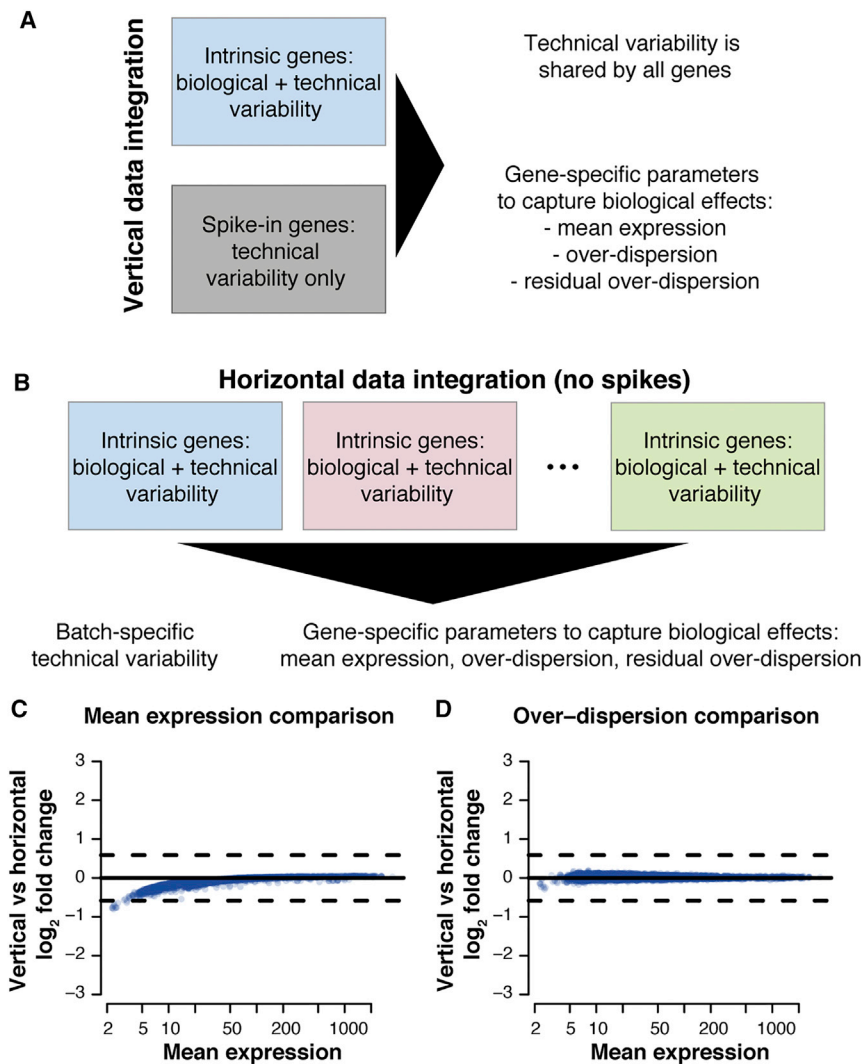 A
Vertical data integration
Intrinsic genes:
biological + technical
variability
Spike-in genes:
technical
variability only
Technical variability is
shared by all genes
Gene-specific parameters
to capture biological effects:
- mean expression
- over-dispersion
- residual over-dispersion
B
Horizontal data integration (no spikes)
Intrinsic genes:
biological + technical
variability
Intrinsic genes:
biological + technical
variability
...
Intrinsic genes:
biological + technical
variability
Batch-specific
technical variability
Gene-specific parameters to capture biological effects:
mean expression, over-dispersion, residual over-dispersion
C
Mean expression comparison
Vertical vs horizontal
log2 fold change
3
2
1
0
−1
−2
−3
2 5 10 50 200 1000
Mean expression
D
Over−dispersion comparison
Vertical vs horizontal
log2 fold change
3
2
1
0
−1
−2
−3
2 5 10 50 200 1000
Mean expression